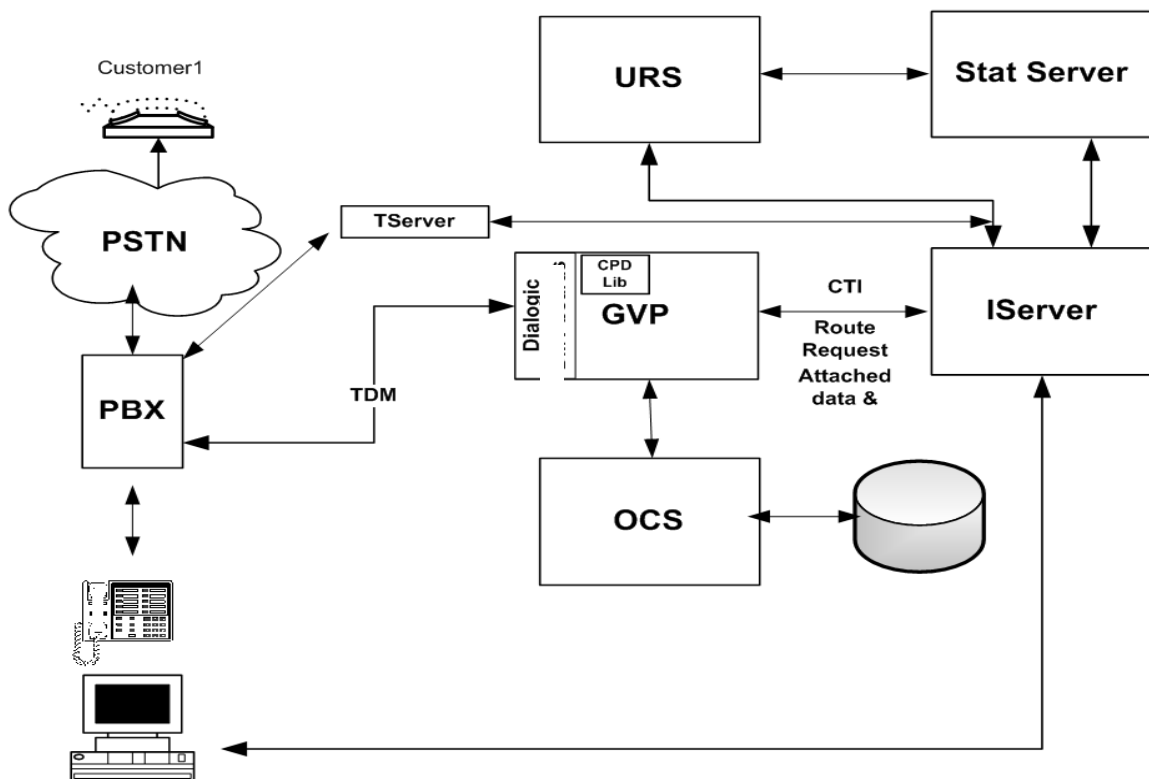 Customer1
URS
Stat Server
PSTN
TServer
CPD
Lib
Dialogic
GVP
CTI
Route
Request
Attached
data &
IServer
TDM
PBX
OCS